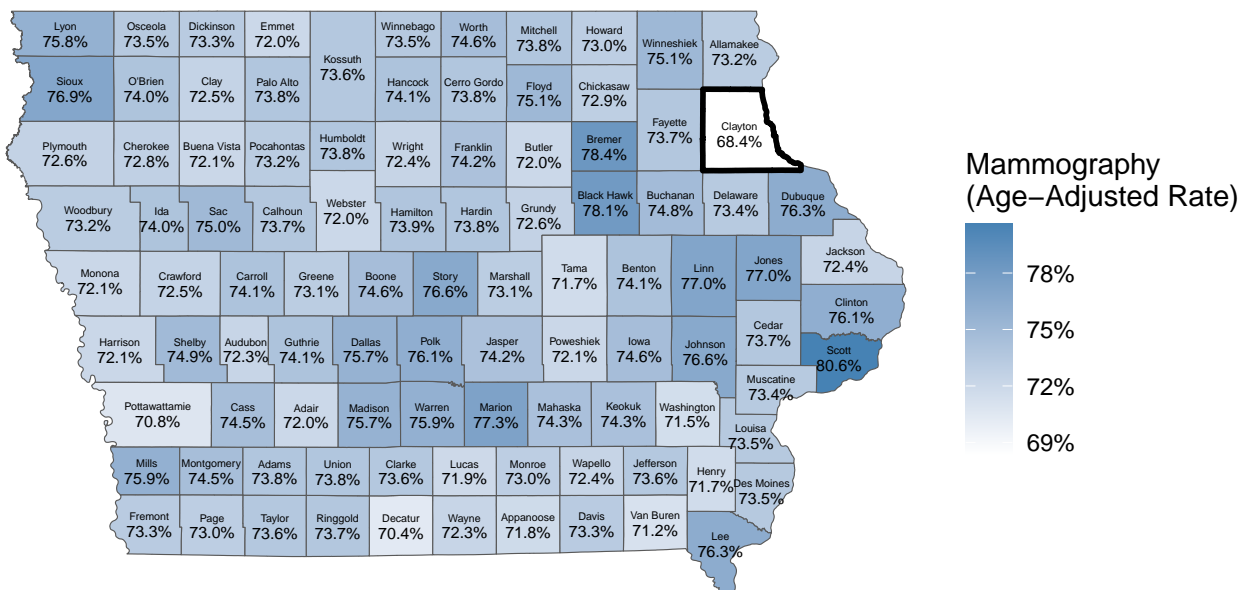 Lyon
75.8%
Osceola
73.5%
Dickinson
73.3%
Emmet
72.0%
Kossuth
73.6%
Winnebago
73.5%
Worth
74.6%
Mitchell
73.8%
Howard
73.0%
Winneshiek
75.1%
Allamakee
73.2%
Sioux
76.9%
O'Brien
74.0%
Clay
72.5%
Palo Alto
73.8%
Hancock
74.1%
Cerro Gordo
73.8%
Floyd
75.1%
Chickasaw
72.9%
Fayette
73.7%
Clayton
68.4%
Plymouth
72.6%
Cherokee
72.8%
Buena Vista
72.1%
Pocahontas
73.2%
Humboldt
73.8%
Wright
72.4%
Franklin
74.2%
Butler
72.0%
Bremer
78.4%
Woodbury
73.2%
Ida
74.0%
Sac
75.0%
Calhoun
73.7%
Webster
72.0%
Hamilton
73.9%
Hardin
73.8%
Grundy
72.6%
Black Hawk
78.1%
Buchanan
74.8%
Delaware
73.4%
Dubuque
76.3%
Monona
72.1%
Crawford
72.5%
Carroll
74.1%
Greene
73.1%
Boone
74.6%
Story
76.6%
Marshall
73.1%
Tama
71.7%
Benton
74.1%
Linn
77.0%
Jones
77.0%
Jackson
72.4%
Clinton
76.1%
Harrison
72.1%
Shelby
74.9%
Audubon
72.3%
Guthrie
74.1%
Dallas
75.7%
Polk
76.1%
Jasper
74.2%
Poweshiek
72.1%
Iowa
74.6%
Johnson
76.6%
Cedar
73.7%
Scott
80.6%
Muscatine
73.4%
Pottawattamie
70.8%
Cass
74.5%
Adair
72.0%
Madison
75.7%
Warren
75.9%
Marion
77.3%
Mahaska
74.3%
Keokuk
74.3%
Washington
71.5%
Louisa
73.5%
Mills
75.9%
Montgomery
74.5%
Adams
73.8%
Union
73.8%
Clarke
73.6%
Lucas
71.9%
Monroe
73.0%
Wapello
72.4%
Jefferson
73.6%
Henry
71.7%
Des Moines
73.5%
Fremont
73.3%
Page
73.0%
Taylor
73.6%
Ringgold
73.7%
Decatur
70.4%
Wayne
72.3%
Appanoose
71.8%
Davis
73.3%
Van Buren
71.2%
Lee
76.3%
Mammography
(Age−Adjusted Rate)
78%
75%
72%
69%